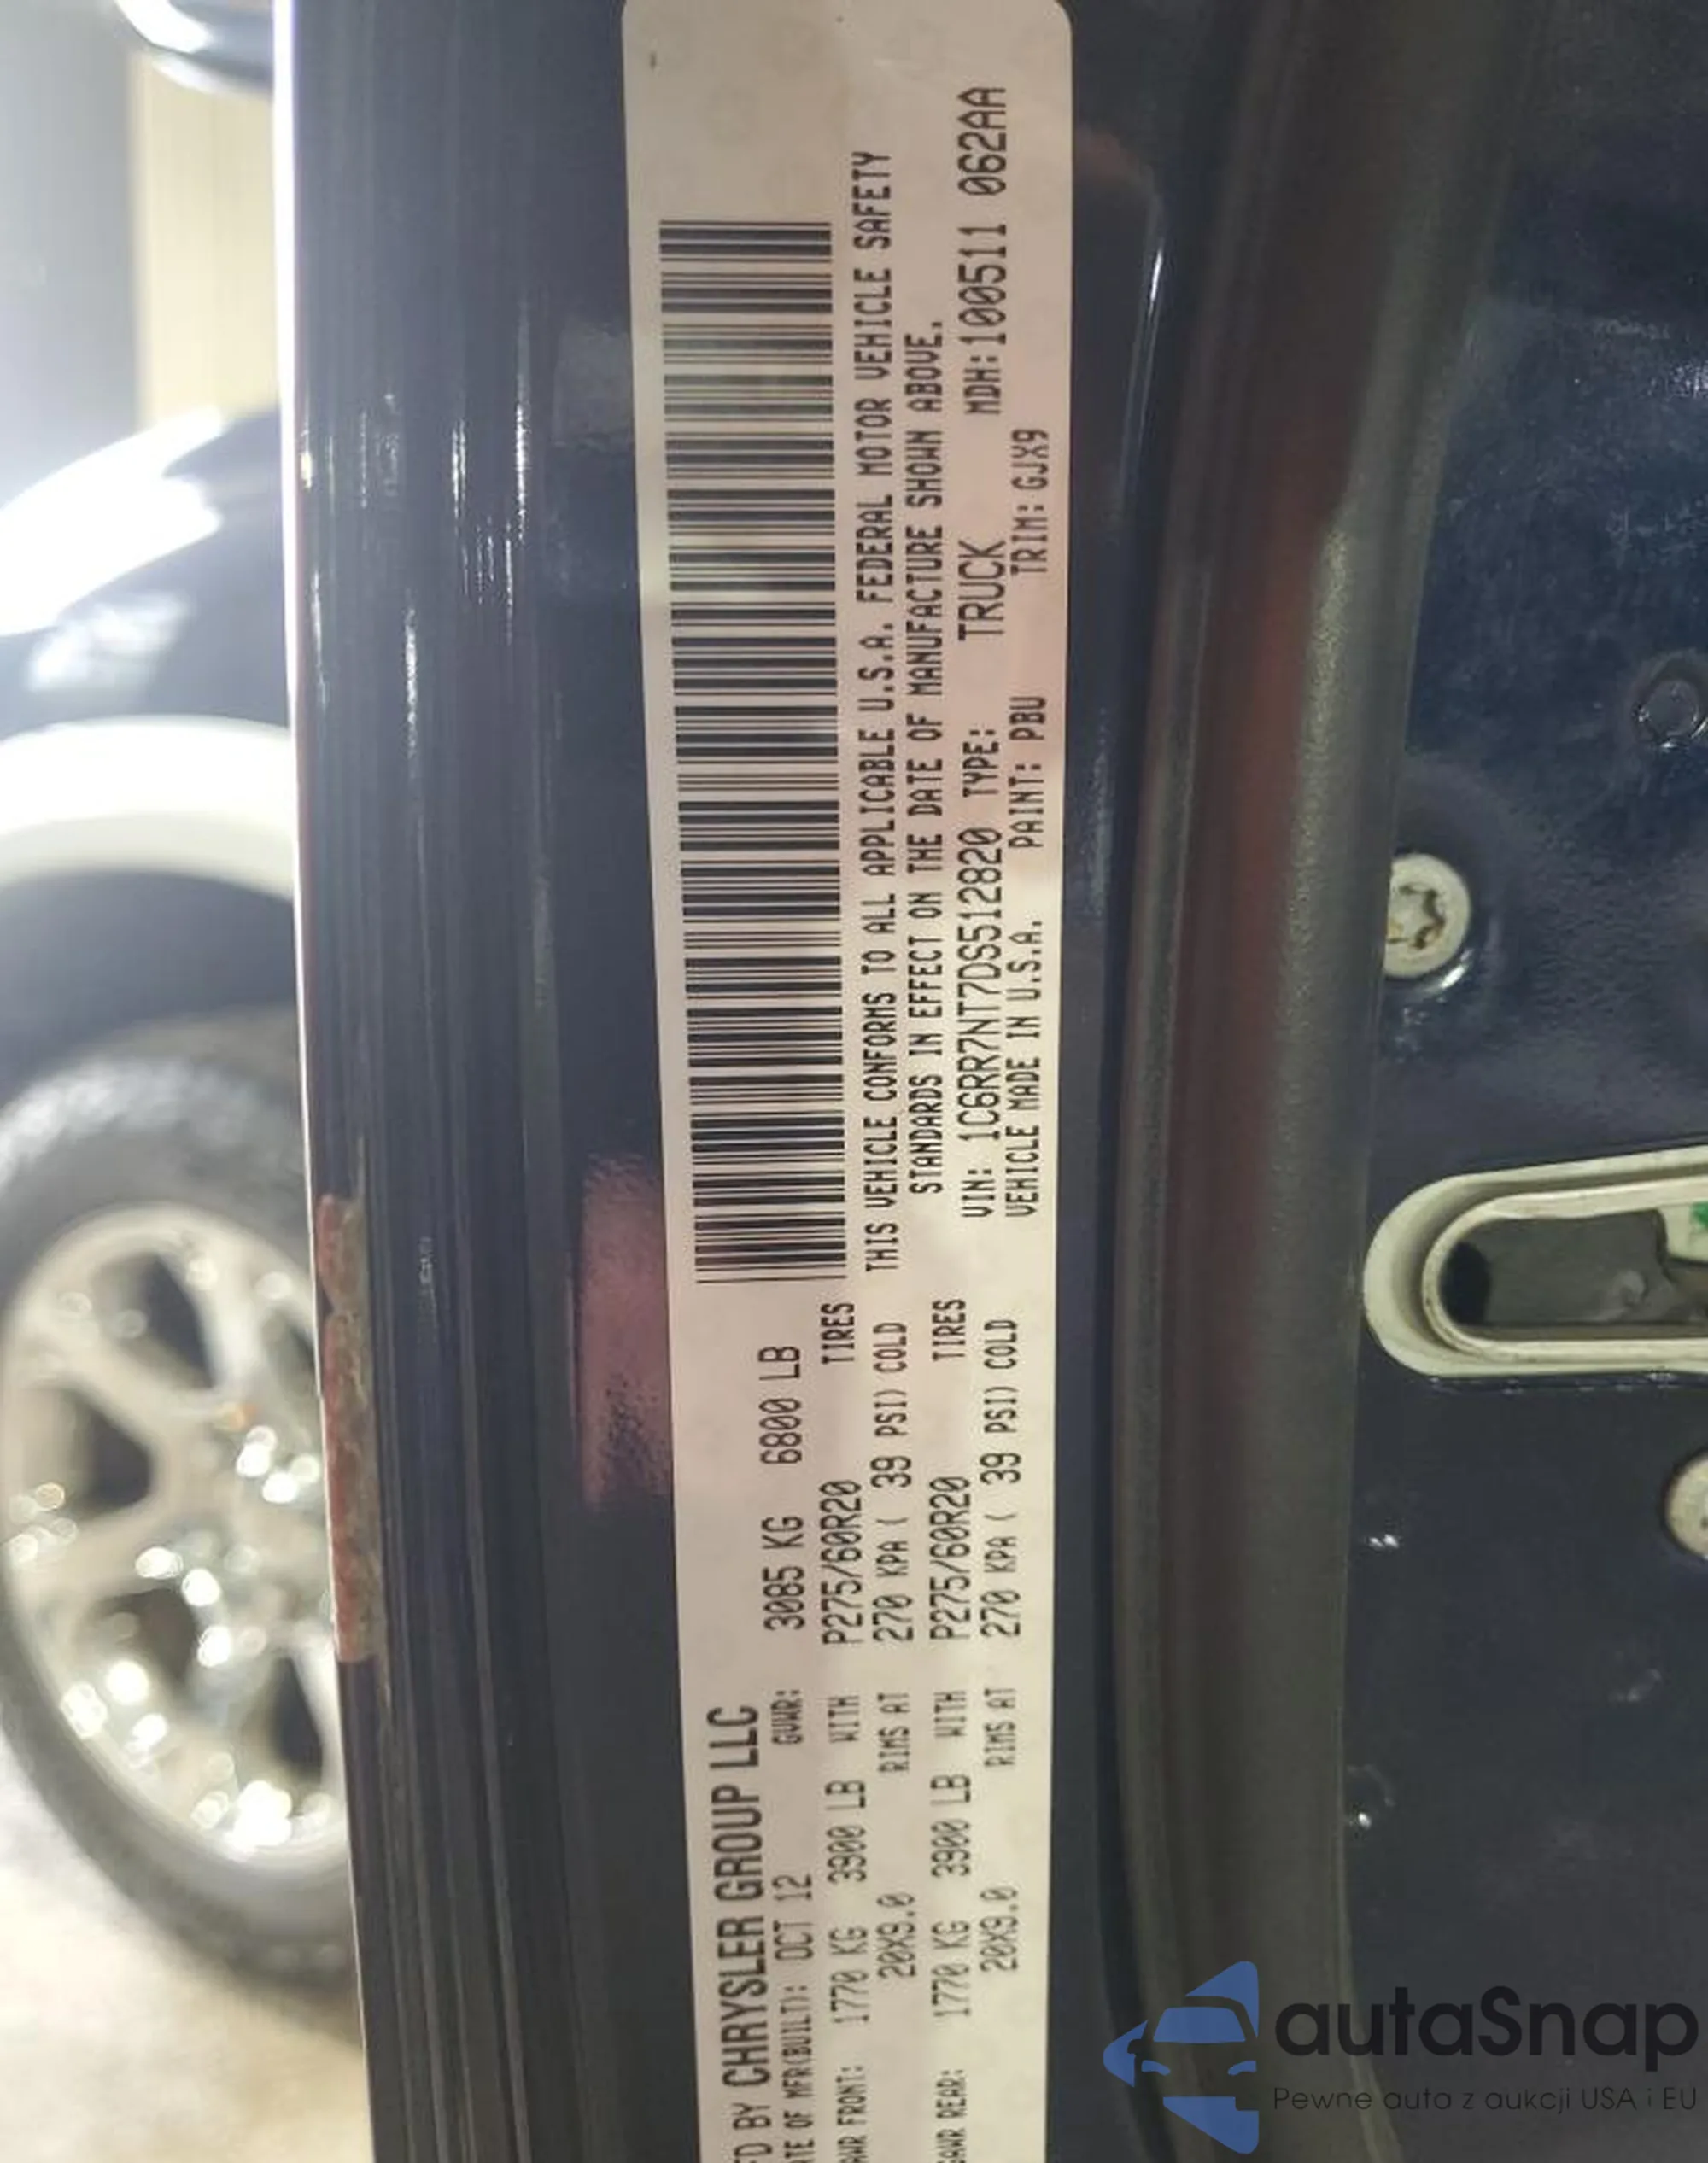 FD BY CHRYSLER GROUP LLC
ATE OF MFR(BUILT): OCT 12 GVWR: 3085 KG 6800 LB
AWR FRONT: 1770 KG 3900 LB WITH P275/60R20 TIRES
20X9.0 RIMS AT 270 KPA ( 39 PSI) COLD
GAWR REAR: 1770 KG 3900 LB WITH P275/60R20 TIRES
20X9.0 RIMS AT 270 KPA ( 39 PSI) COLD
THIS VEHICLE CONFORMS TO ALL APPLICABLE U.S.A. FEDERAL MOTOR VEHICLE SAFETY
STANDARDS IN EFFECT ON THE DATE OF MANUFACTURE SHOWN ABOVE.
VIN: 1C6RR7NT7DS512820 TYPE: TRUCK MDH:100511 062AA
VEHICLE MADE IN U.S.A. PAINT: PBU TRIM: GJX9
autaSnap
Pewne auta z aukcji USA i EU